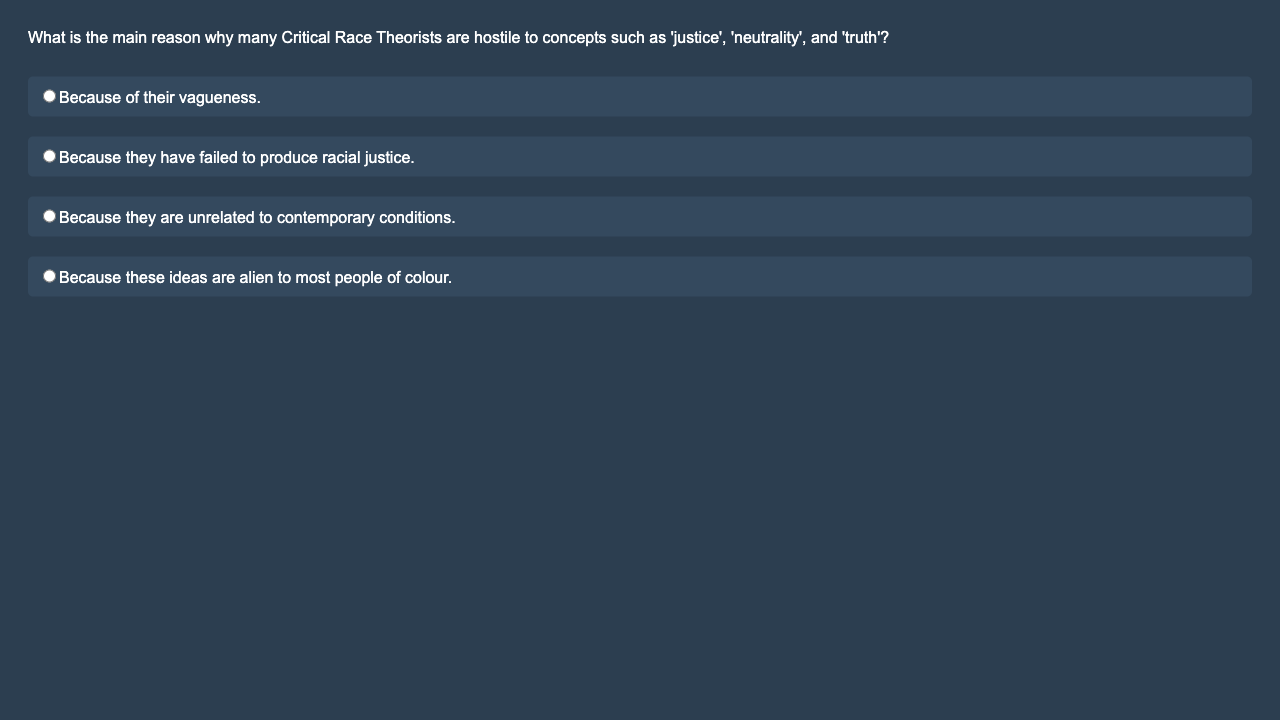 What is the main reason why many Critical Race Theorists are hostile to concepts such as 'justice', 'neutrality', and 'truth'?
Because of their vagueness.
Because they have failed to produce racial justice.
Because they are unrelated to contemporary conditions.
Because these ideas are alien to most people of colour.